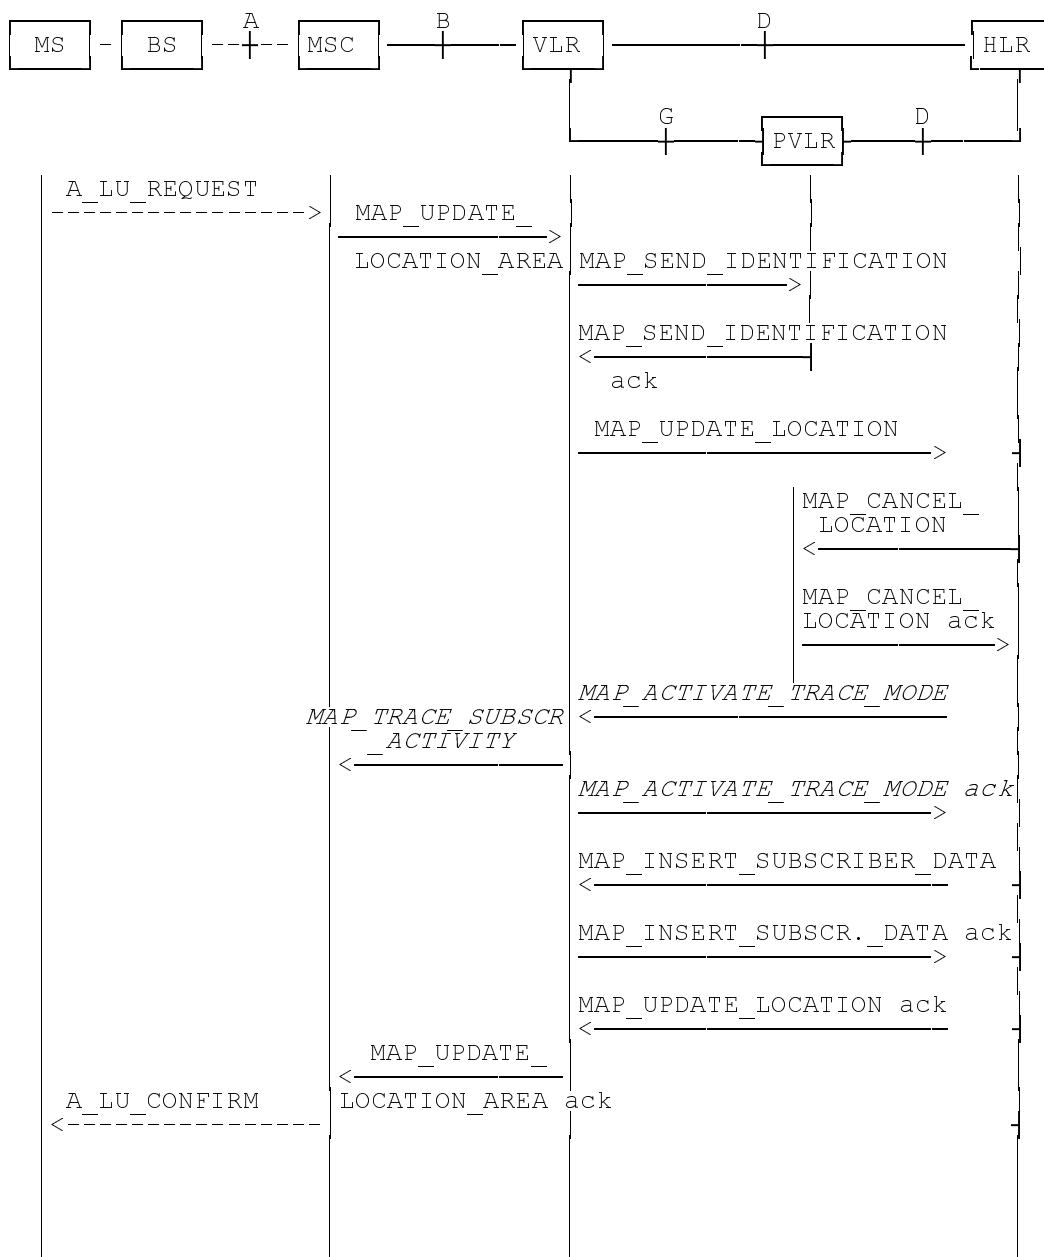 A B D
MS BS MSC VLR HLR
G D
PVLR
A_LU_REQUEST
MAP_UPDATE_
LOCATION_AREA MAP_SEND_IDENTIFICATION
MAP_SEND_IDENTIFICATION
ack
MAP_UPDATE_LOCATION
MAP_CANCEL_
LOCATION
MAP_CANCEL_
LOCATION ack
MAP_ACTIVATE_TRACE_MODE
MAP_TRACE_SUBSCR
_ACTIVITY
MAP_ACTIVATE_TRACE_MODE ack
MAP_INSERT_SUBSCRIBER_DATA
MAP_INSERT_SUBSCR._DATA ack
MAP_UPDATE_LOCATION ack
MAP_UPDATE_
A_LU_CONFIRM LOCATION_AREA ack